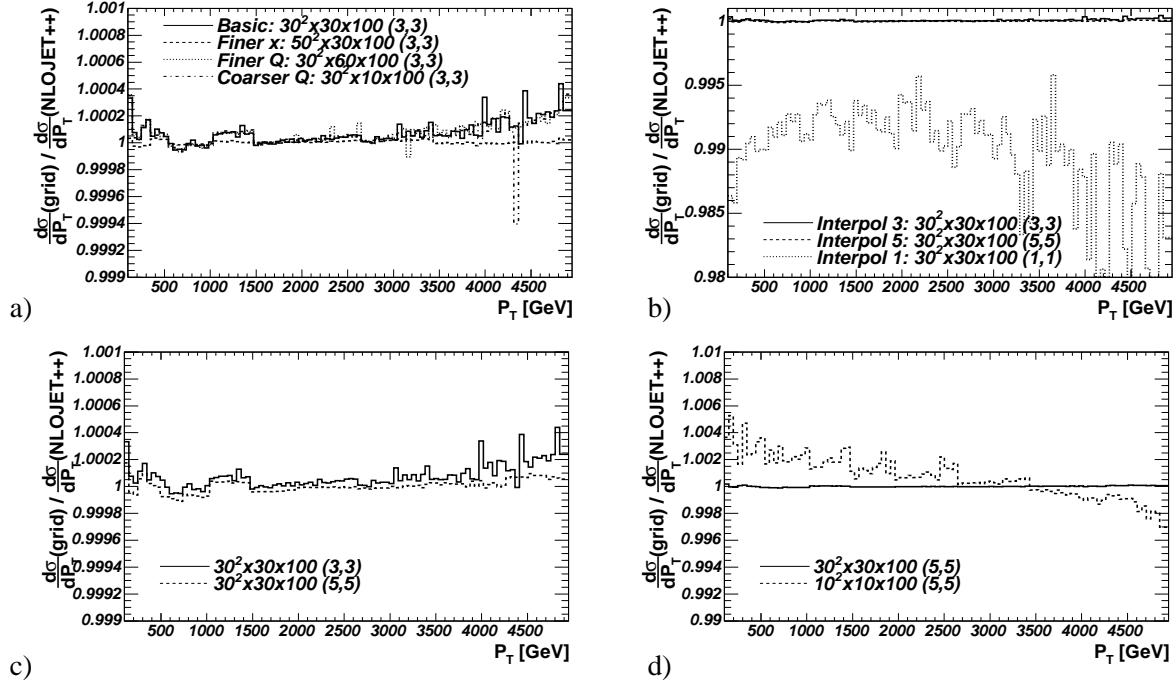 dσ/dP_T (grid) / dσ/dP_T (NLOJET++)
1.001
1.0008
1.0006
1.0004
1.0002
1
0.9998
0.9996
0.9994
0.9992
0.999
Basic: 30²x30x100 (3,3)
Finer x: 50²x30x100 (3,3)
Finer Q: 30²x60x100 (3,3)
Coarser Q: 30²x10x100 (3,3)
500 1000 1500 2000 2500 3000 3500 4000 4500
P_T [GeV]
a)
dσ/dP_T (grid) / dσ/dP_T (NLOJET++)
1
0.995
0.99
0.985
0.98
Interpol 3: 30²x30x100 (3,3)
Interpol 5: 30²x30x100 (5,5)
Interpol 1: 30²x30x100 (1,1)
500 1000 1500 2000 2500 3000 3500 4000 4500
P_T [GeV]
b)
dσ/dP_T (grid) / dσ/dP_T (NLOJET++)
1.001
1.0008
1.0006
1.0004
1.0002
1
0.9998
0.9996
0.9994
0.9992
0.999
30²x30x100 (3,3)
30²x30x100 (5,5)
500 1000 1500 2000 2500 3000 3500 4000 4500
P_T [GeV]
c)
dσ/dP_T (grid) / dσ/dP_T (NLOJET++)
1.01
1.008
1.006
1.004
1.002
1
0.998
0.996
0.994
0.992
0.99
30²x30x100 (5,5)
10²x10x100 (5,5)
500 1000 1500 2000 2500 3000 3500 4000 4500
P_T [GeV]
d)